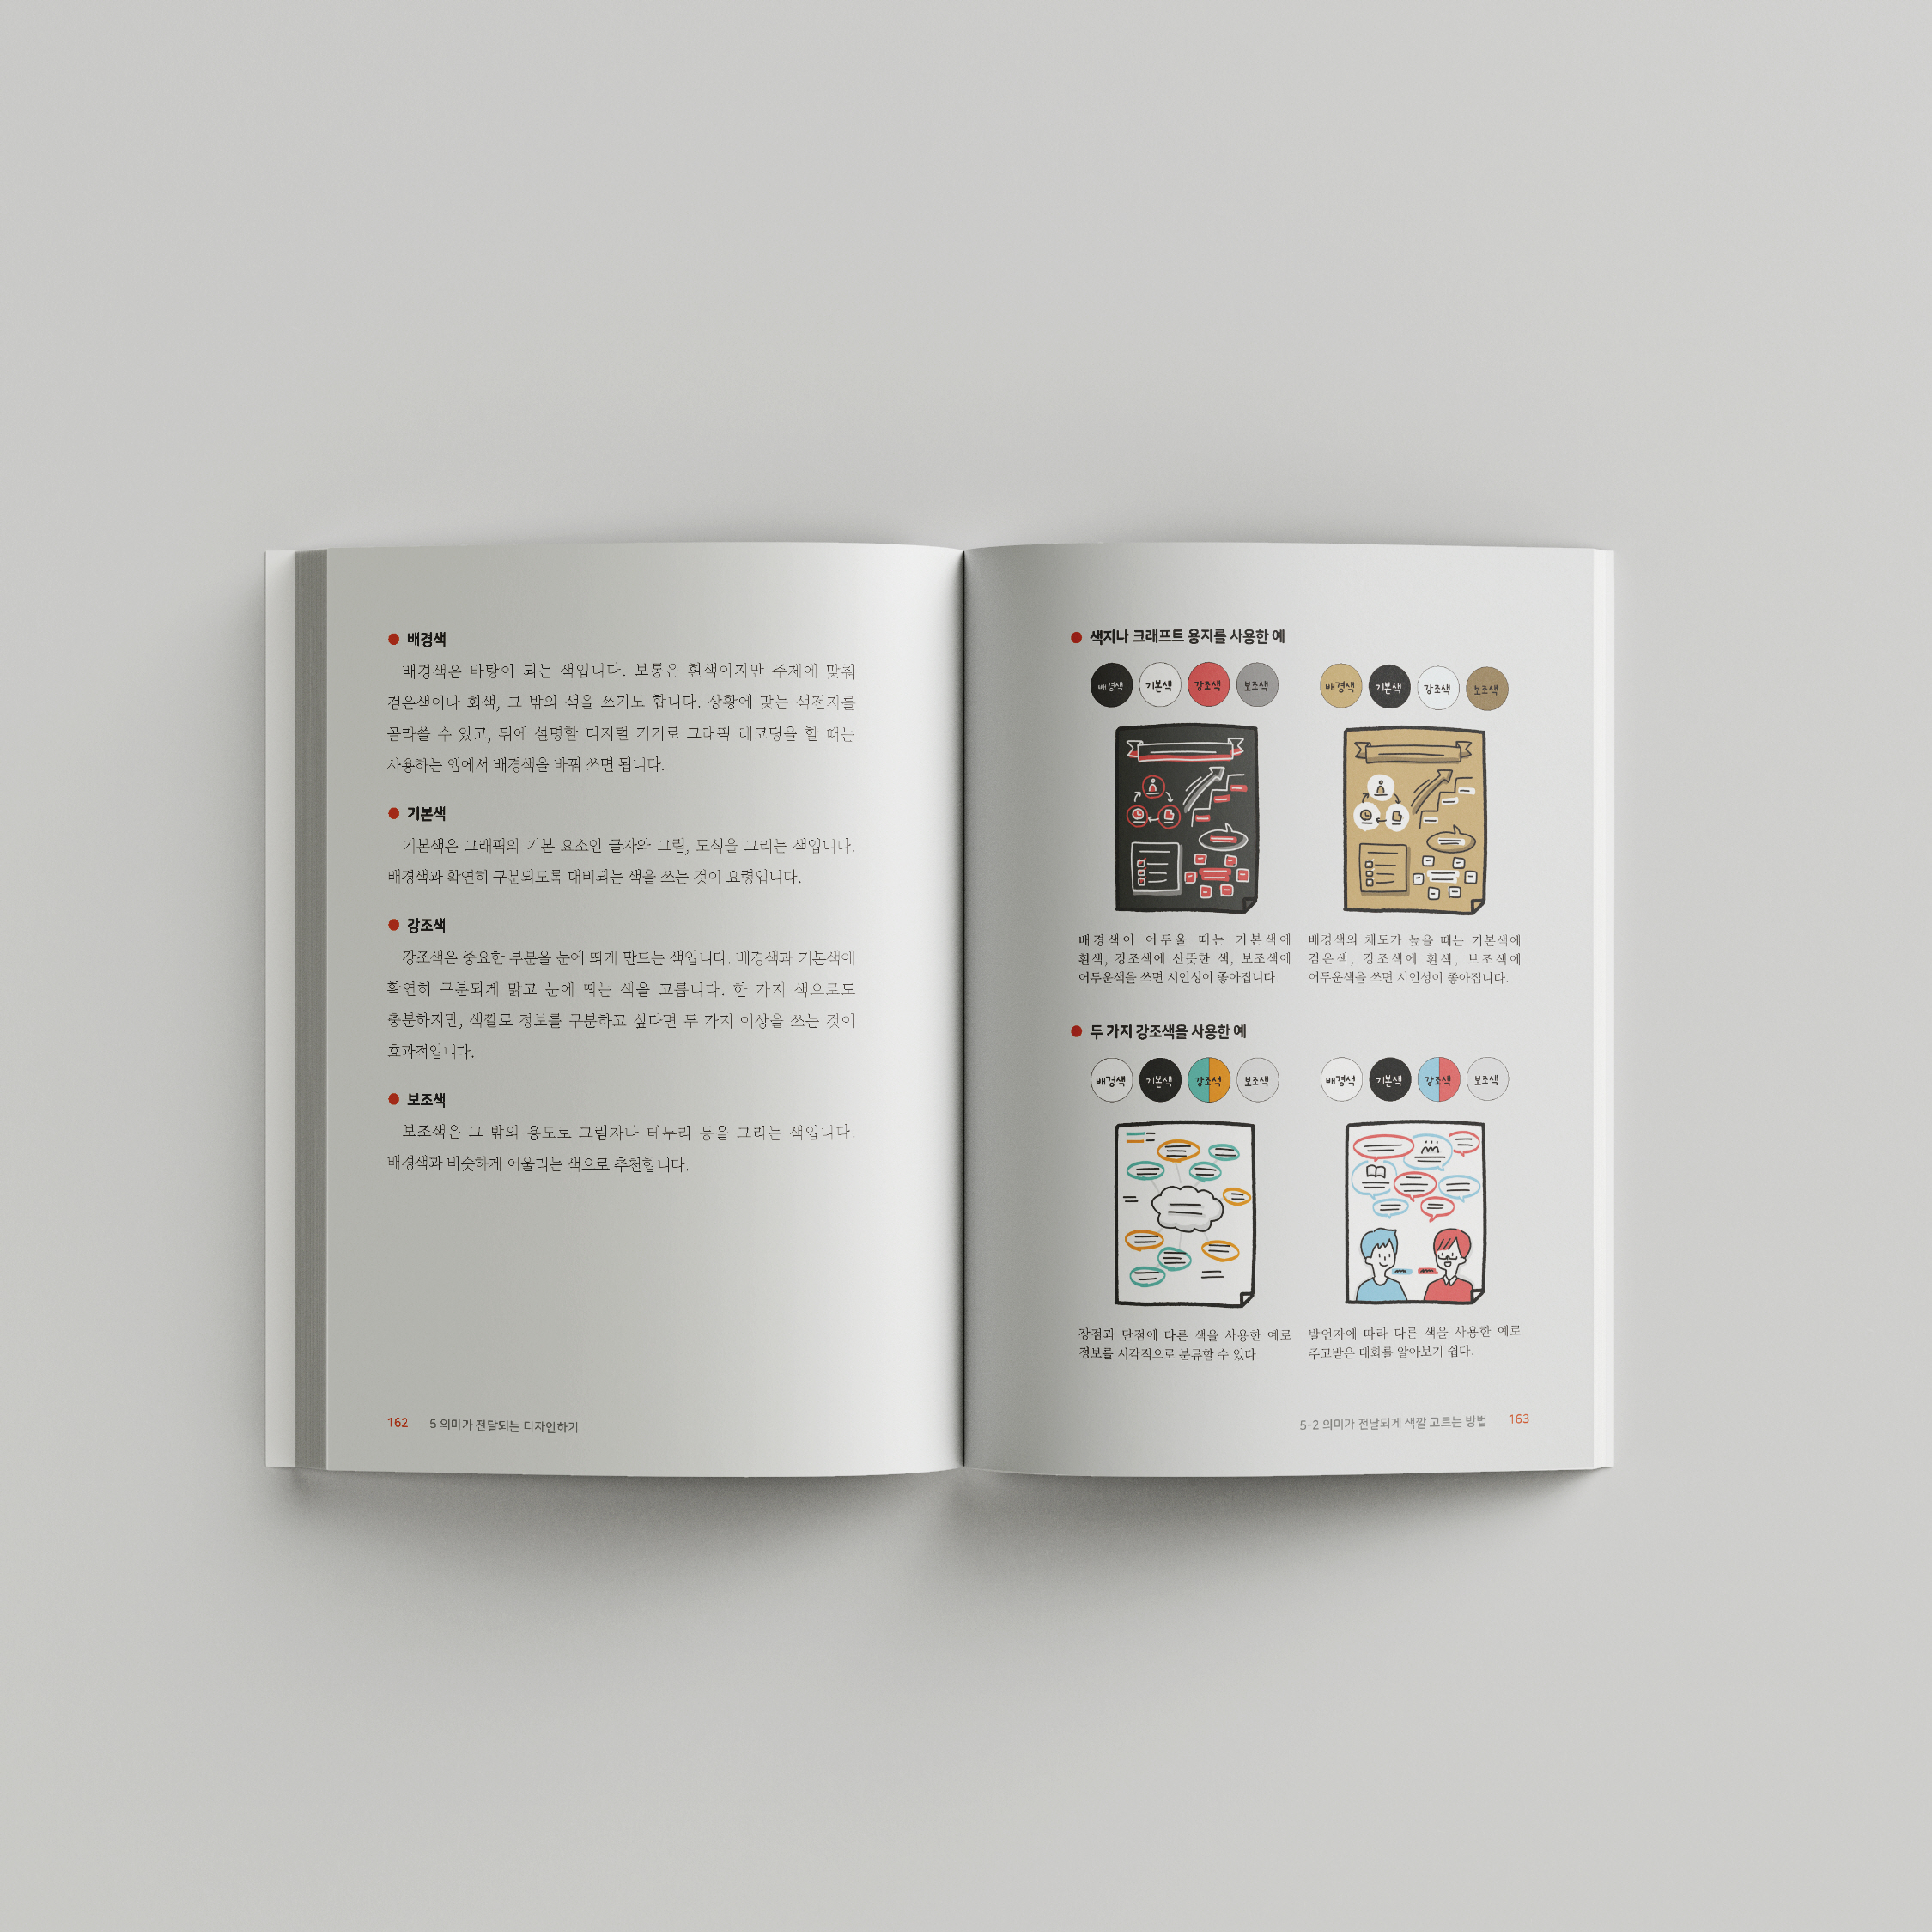 배경색
배경색은 바탕이 되는 색입니다. 보통은 흰색이지만 주제에 맞춰
검은색이나 회색, 그 밖의 색을 쓰기도 합니다. 상황에 맞는 색전지를
골라쓸 수 있고, 뒤에 설명할 디지털 기기로 그래픽 레코딩을 할 때는
사용하는 앱에서 배경색을 바꿔 쓰면 됩니다.
기본색
기본색은 그래픽의 기본 요소인 글자와 그림, 도식을 그리는 색입니다.
배경색과 확연히 구분되도록 대비되는 색을 쓰는 것이 요령입니다.
강조색
강조색은 중요한 부분을 눈에 띄게 만드는 색입니다. 배경색과 기본색에
확연히 구분되게 맑고 눈에 띄는 색을 고릅니다. 한 가지 색으로도
충분하지만, 색깔로 정보를 구분하고 싶다면 두 가지 이상을 쓰는 것이
효과적입니다.
보조색
보조색은 그 밖의 용도로 그림자나 테두리 등을 그리는 색입니다.
배경색과 비슷하게 어울리는 색으로 추천합니다.
162 5 의미가 전달되는 디자인하기
색지나 크래프트 용지를 사용한 예
배경색 기본색 강조색 보조색
배경색이 어두울 때는 기본색에
흰색, 강조색에 산뜻한 색, 보조색에
어두운색을 쓰면 시인성이 좋아집니다.
배경색 기본색 강조색 보조색
배경색의 채도가 높을 때는 기본색에
검은색, 강조색에 흰색, 보조색에
어두운색을 쓰면 시인성이 좋아집니다.
두 가지 강조색을 사용한 예
배경색 기본색 강조색 보조색
장점과 단점에 다른 색을 사용한 예로
정보를 시각적으로 분류할 수 있다.
배경색 기본색 강조색 보조색
발언자에 따라 다른 색을 사용한 예로
주고받은 대화를 알아보기 쉽다.
5-2 의미가 전달되게 색깔 고르는 방법 163